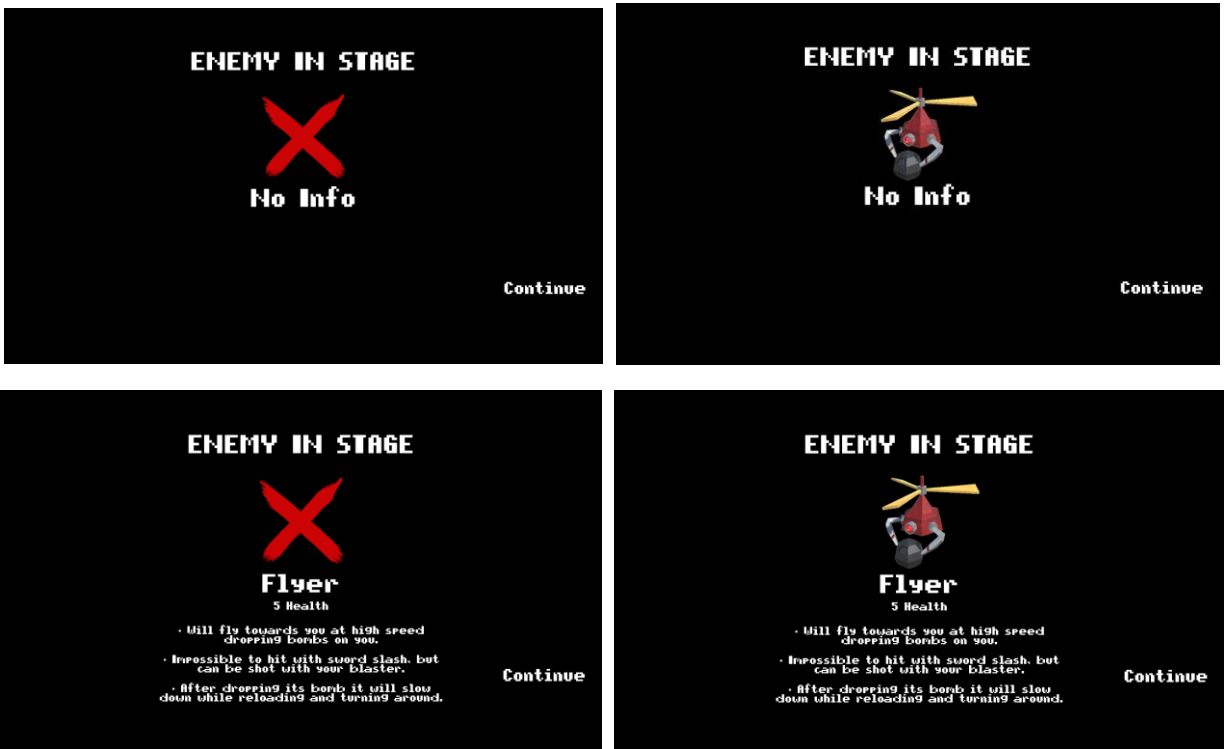 ENEMY IN STAGE
No Info
Continue
ENEMY IN STAGE
No Info
Continue
ENEMY IN STAGE
Flyer
5 Health
· Will fly towards you at high speed
dropping bombs on you.
· Impossible to hit with sword slash, but
can be shot with your blaster.
· After dropping its bomb it will slow
down while reloading and turning around.
Continue
ENEMY IN STAGE
Flyer
5 Health
· Will fly towards you at high speed
dropping bombs on you.
· Impossible to hit with sword slash, but
can be shot with your blaster.
· After dropping its bomb it will slow
down while reloading and turning around.
Continue